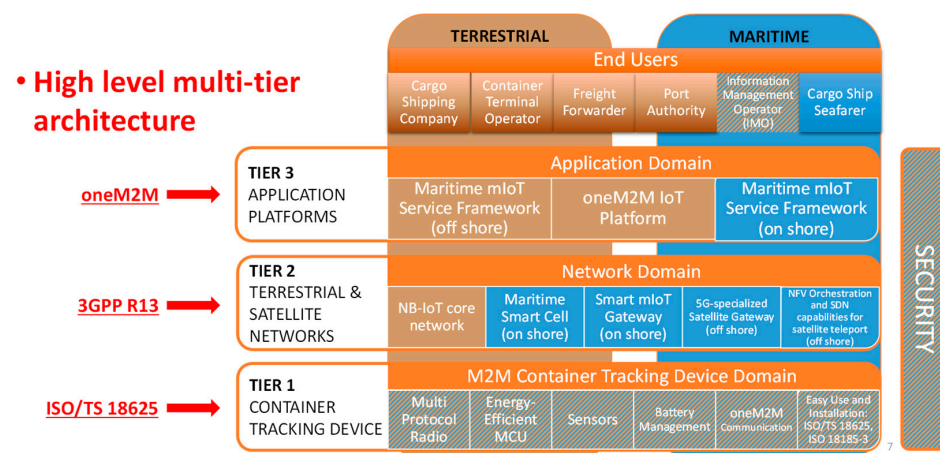 TERRESTRIAL
MARITIME
• High level multi-tier
architecture
End Users
Cargo
Shipping
Company
Container
Terminal
Operator
Freight
Forwarder
Port
Authority
Information
Management
Operator
(IMO)
Cargo Ship
Seafarer
oneM2M
TIER 3
APPLICATION
PLATFORMS
Application Domain
Maritime mIoT
Service Framework
(off shore)
oneM2M IoT
Platform
Maritime mIoT
Service Framework
(on shore)
3GPP R13
TIER 2
TERRESTRIAL &
SATELLITE
NETWORKS
Network Domain
NB-IoT core
network
Maritime
Smart Cell
(on shore)
Smart mIoT
Gateway
(on shore)
5G-specialized
Satellite Gateway
(off shore)
NFV Orchestration
and SDN
capabilities for
satellite teleport
(off shore)
ISO/TS 18625
TIER 1
CONTAINER
TRACKING DEVICE
M2M Container Tracking Device Domain
Multi
Protocol
Radio
Energy-
Efficient
MCU
Sensors
Battery
Management
oneM2M
Communication
Easy Use and
Installation:
ISO/TS 18625,
ISO 18185-3
SECURITY
7